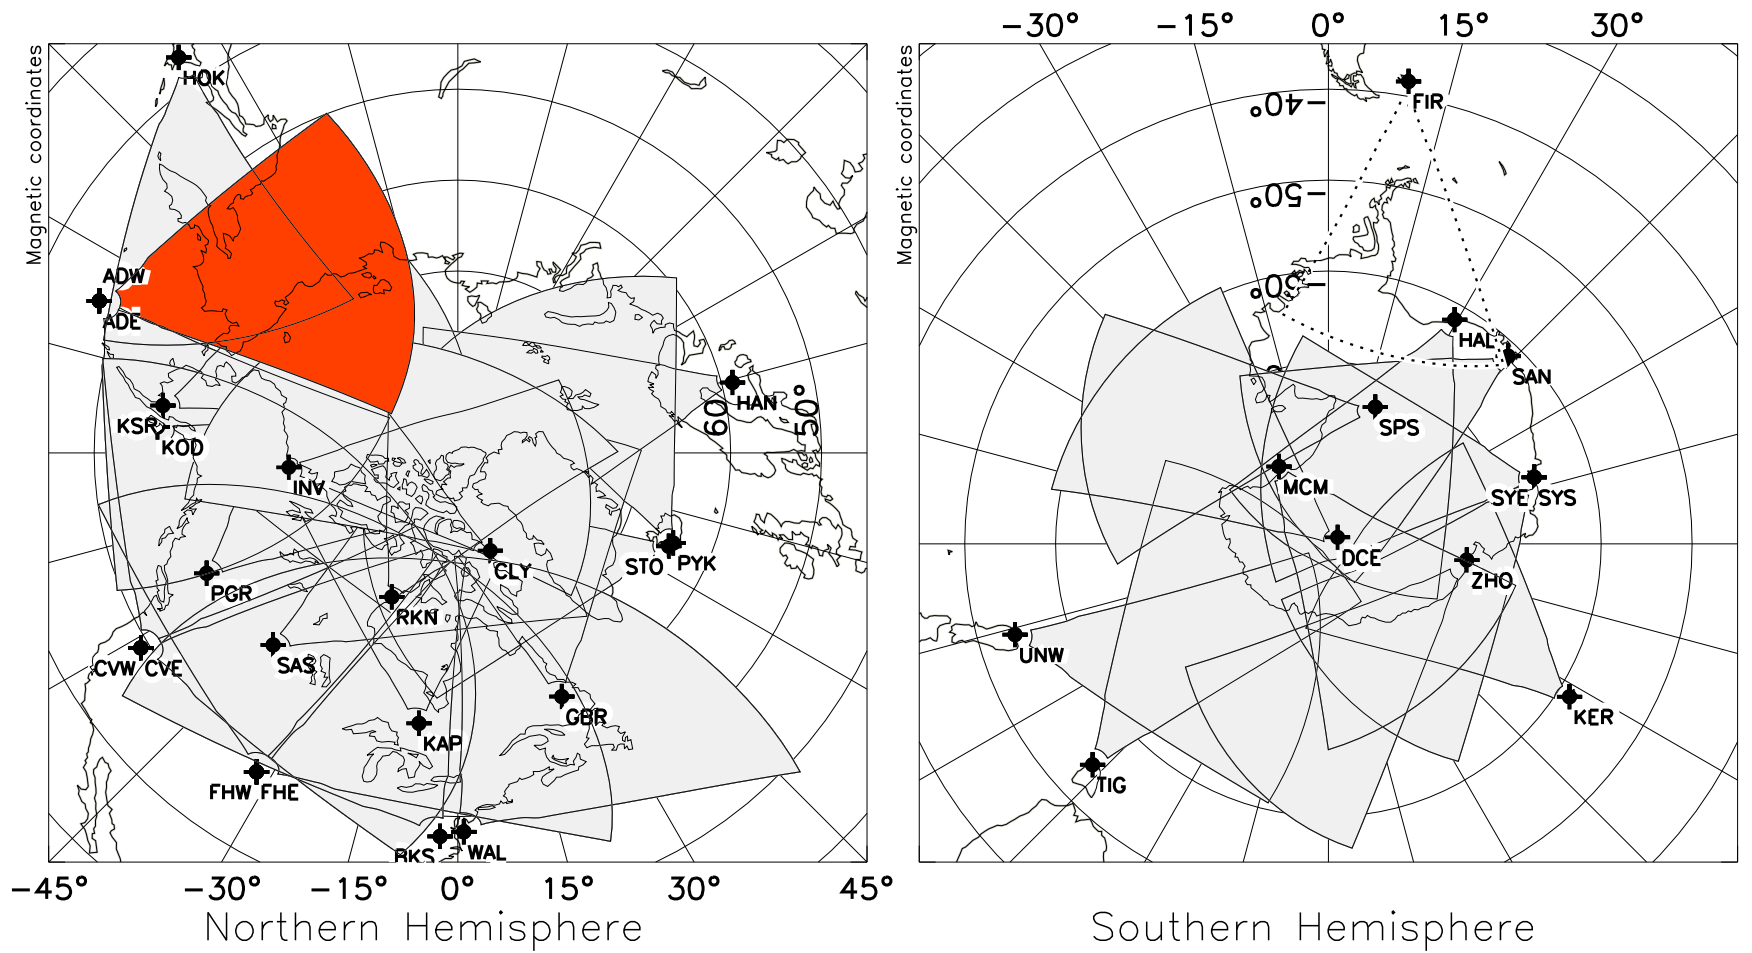 −30° −15° 0° 15° 30°
Magnetic coordinates
Magnetic coordinates
HOK
FIR
−40°
−50°
ADW
ADE
HAL
SAN
HAN
60
50°
KSR
KOD
SPS
INV
MCM
SYE SYS
STO PYK
CLY
DCE
PGR
ZHO
RKN
CVW CVE
SAS
UNW
GBR
KER
KAP
TIG
FHW FHE
BKS WAL
−45° −30° −15° 0° 15° 30° 45°
Northern Hemisphere
Southern Hemisphere